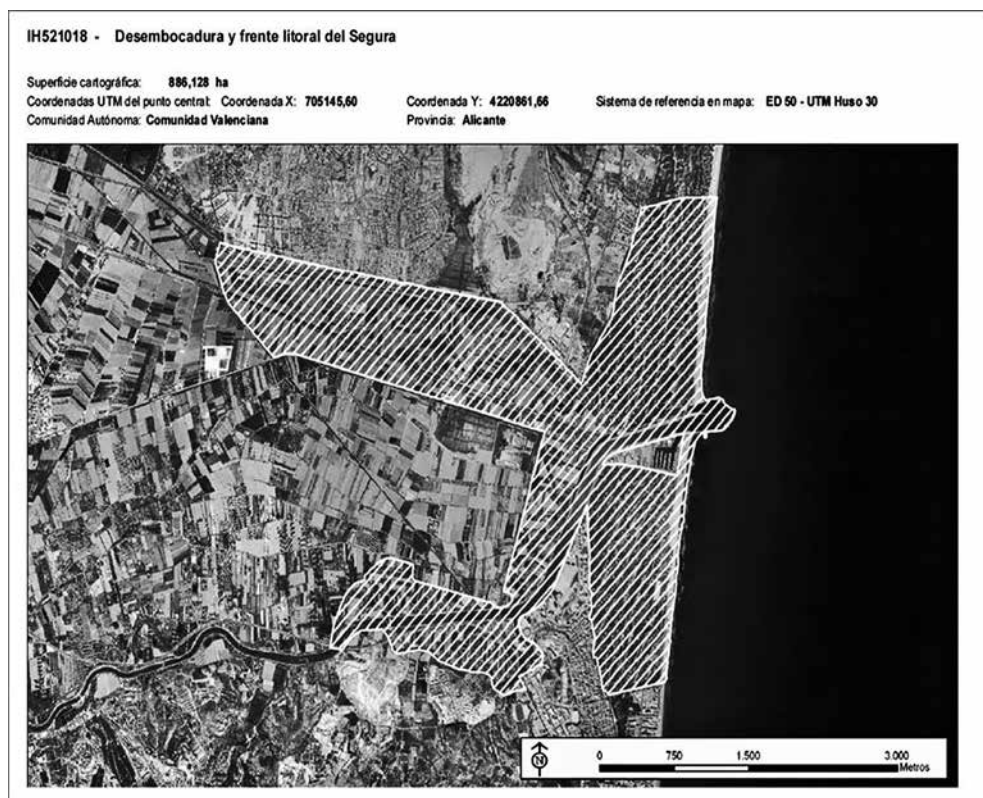 IH521018 - Desembocadura y frente litoral del Segura
Superficie cartográfica: 886,128 ha
Coordenadas UTM del punto central: Coordenada X: 705145,60 Coordenada Y: 4220861,66 Sistema de referencia en mapa: ED 50 - UTM Huso 30
Comunidad Autónoma: Comunidad Valenciana Provincia: Alicante
N 0 750 1.500 3.000
Metros